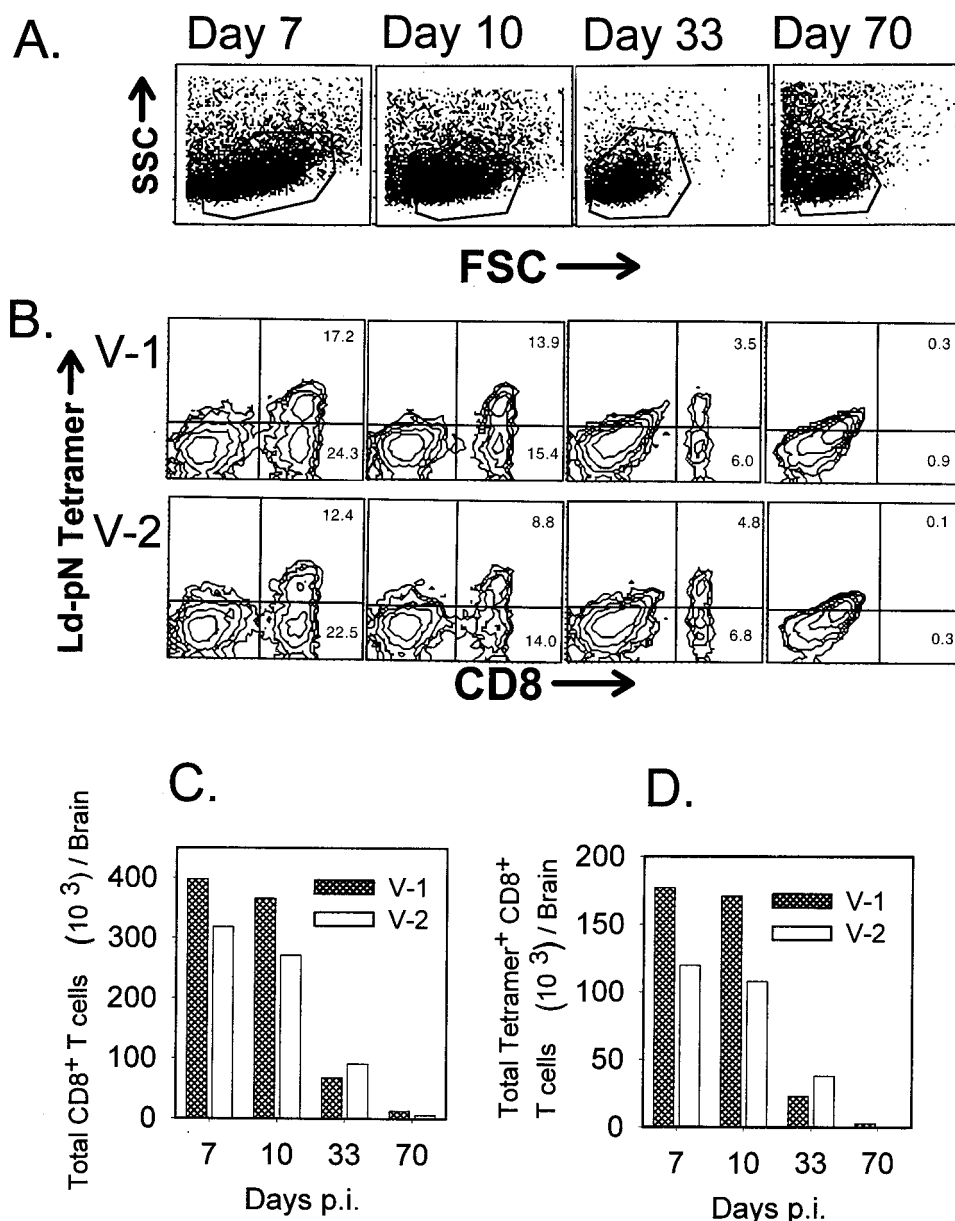 A. Day 7 Day 10 Day 33 Day 70
SSC
FSC
B.
V-1 17.2 13.9 3.5 0.3
24.3 15.4 6.0 0.9
V-2 12.4 8.8 4.8 0.1
22.5 14.0 6.8 0.3
Ld-pN Tetramer
CD8
C.
Total CD8+ T cells (10 3) / Brain
400
300
200
100
0
V-1
V-2
7 10 33 70
Days p.i.
D.
Total Tetramer+ CD8+
T cells (10 3) / Brain
200
150
100
50
0
V-1
V-2
7 10 33 70
Days p.i.